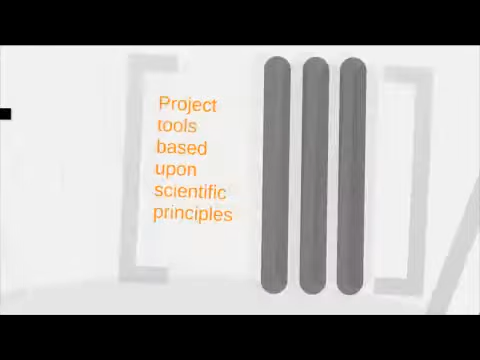 Project
tools
based
upon
scientific
principles